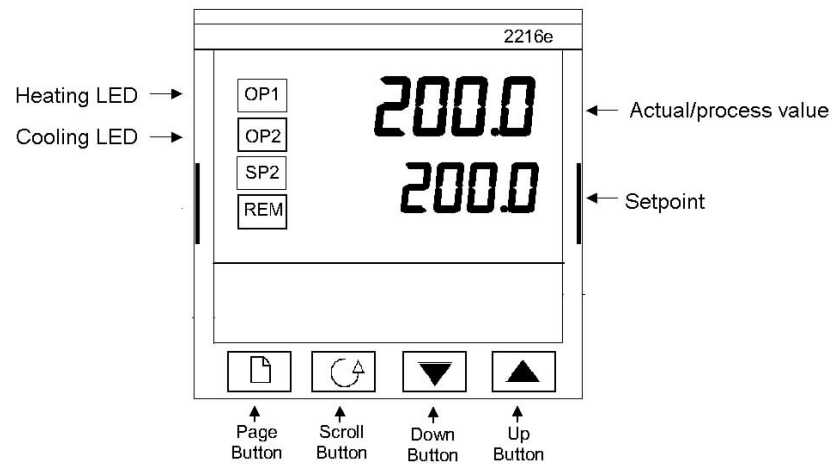 2216e
Heating LED
OP1
200.0
Actual/process value
Cooling LED
OP2
SP2
200.0
Setpoint
REM
Page
Button
Scroll
Button
Down
Button
Up
Button